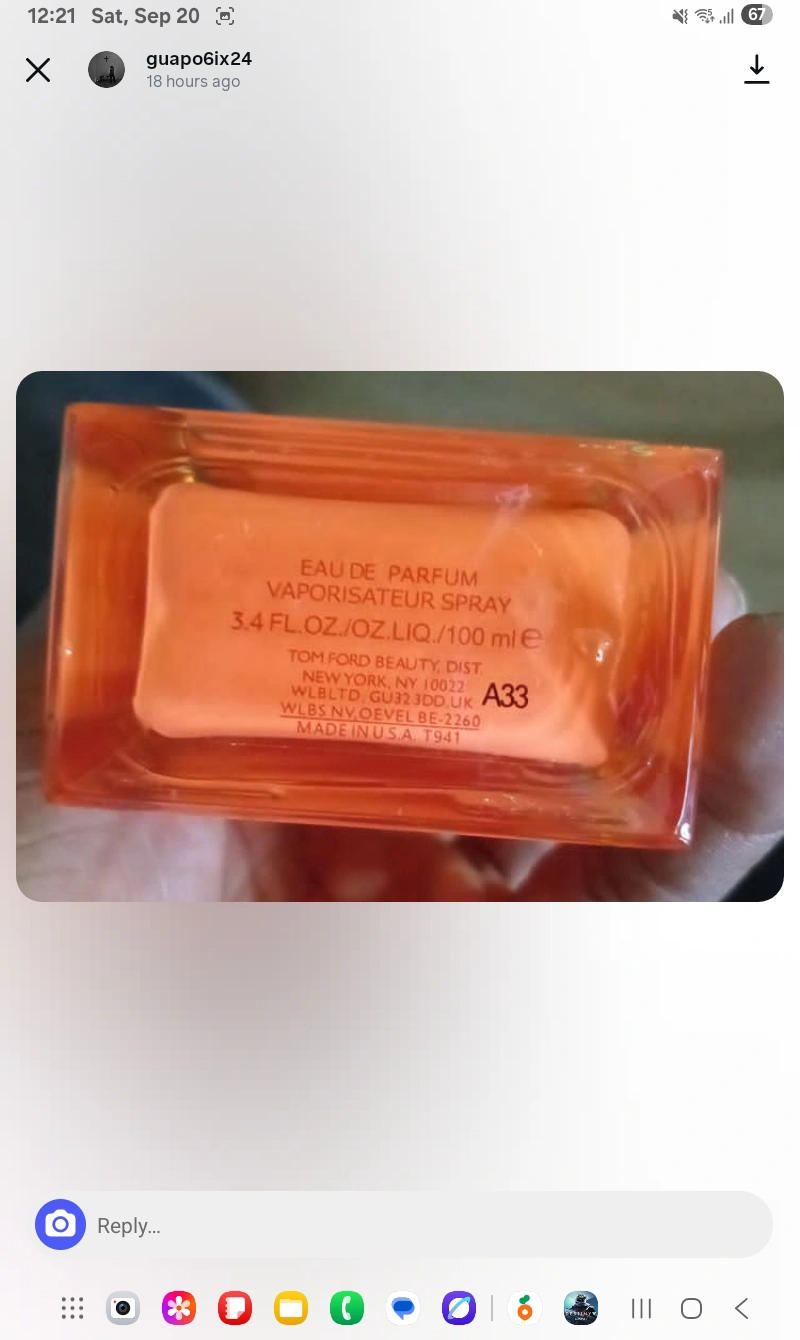 12:21 Sat, Sep 20
67
guapo6ix24
18 hours ago
EAU DE PARFUM
VAPORISATEUR SPRAY
3.4 FL.OZ./OZ.LIQ./100 ml e
TOM FORD BEAUTY, DIST.
NEW YORK, NY 10022
WLBLTD, GU323DD,UK A33
WLBS NV,OEVEL BE-2260
MADE IN U.S.A. T941
Reply...